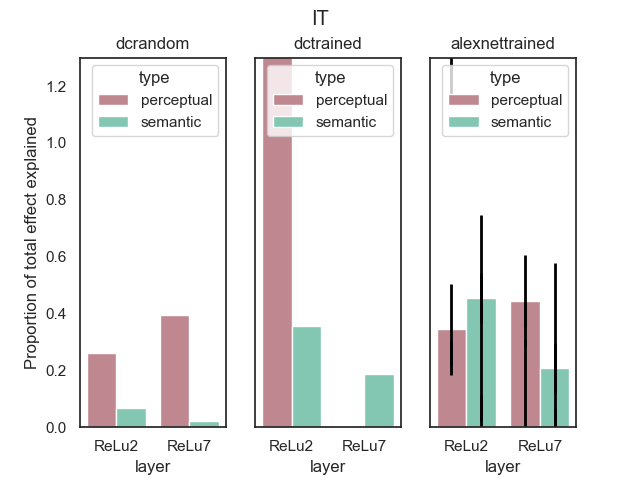 IT
dcrandom
dctrained
alexnettrained
type
perceptual
semantic
type
perceptual
semantic
type
perceptual
semantic
Proportion of total effect explained
1.2
1.0
0.8
0.6
0.4
0.2
0.0
ReLu2 ReLu7
layer
ReLu2 ReLu7
layer
ReLu2 ReLu7
layer